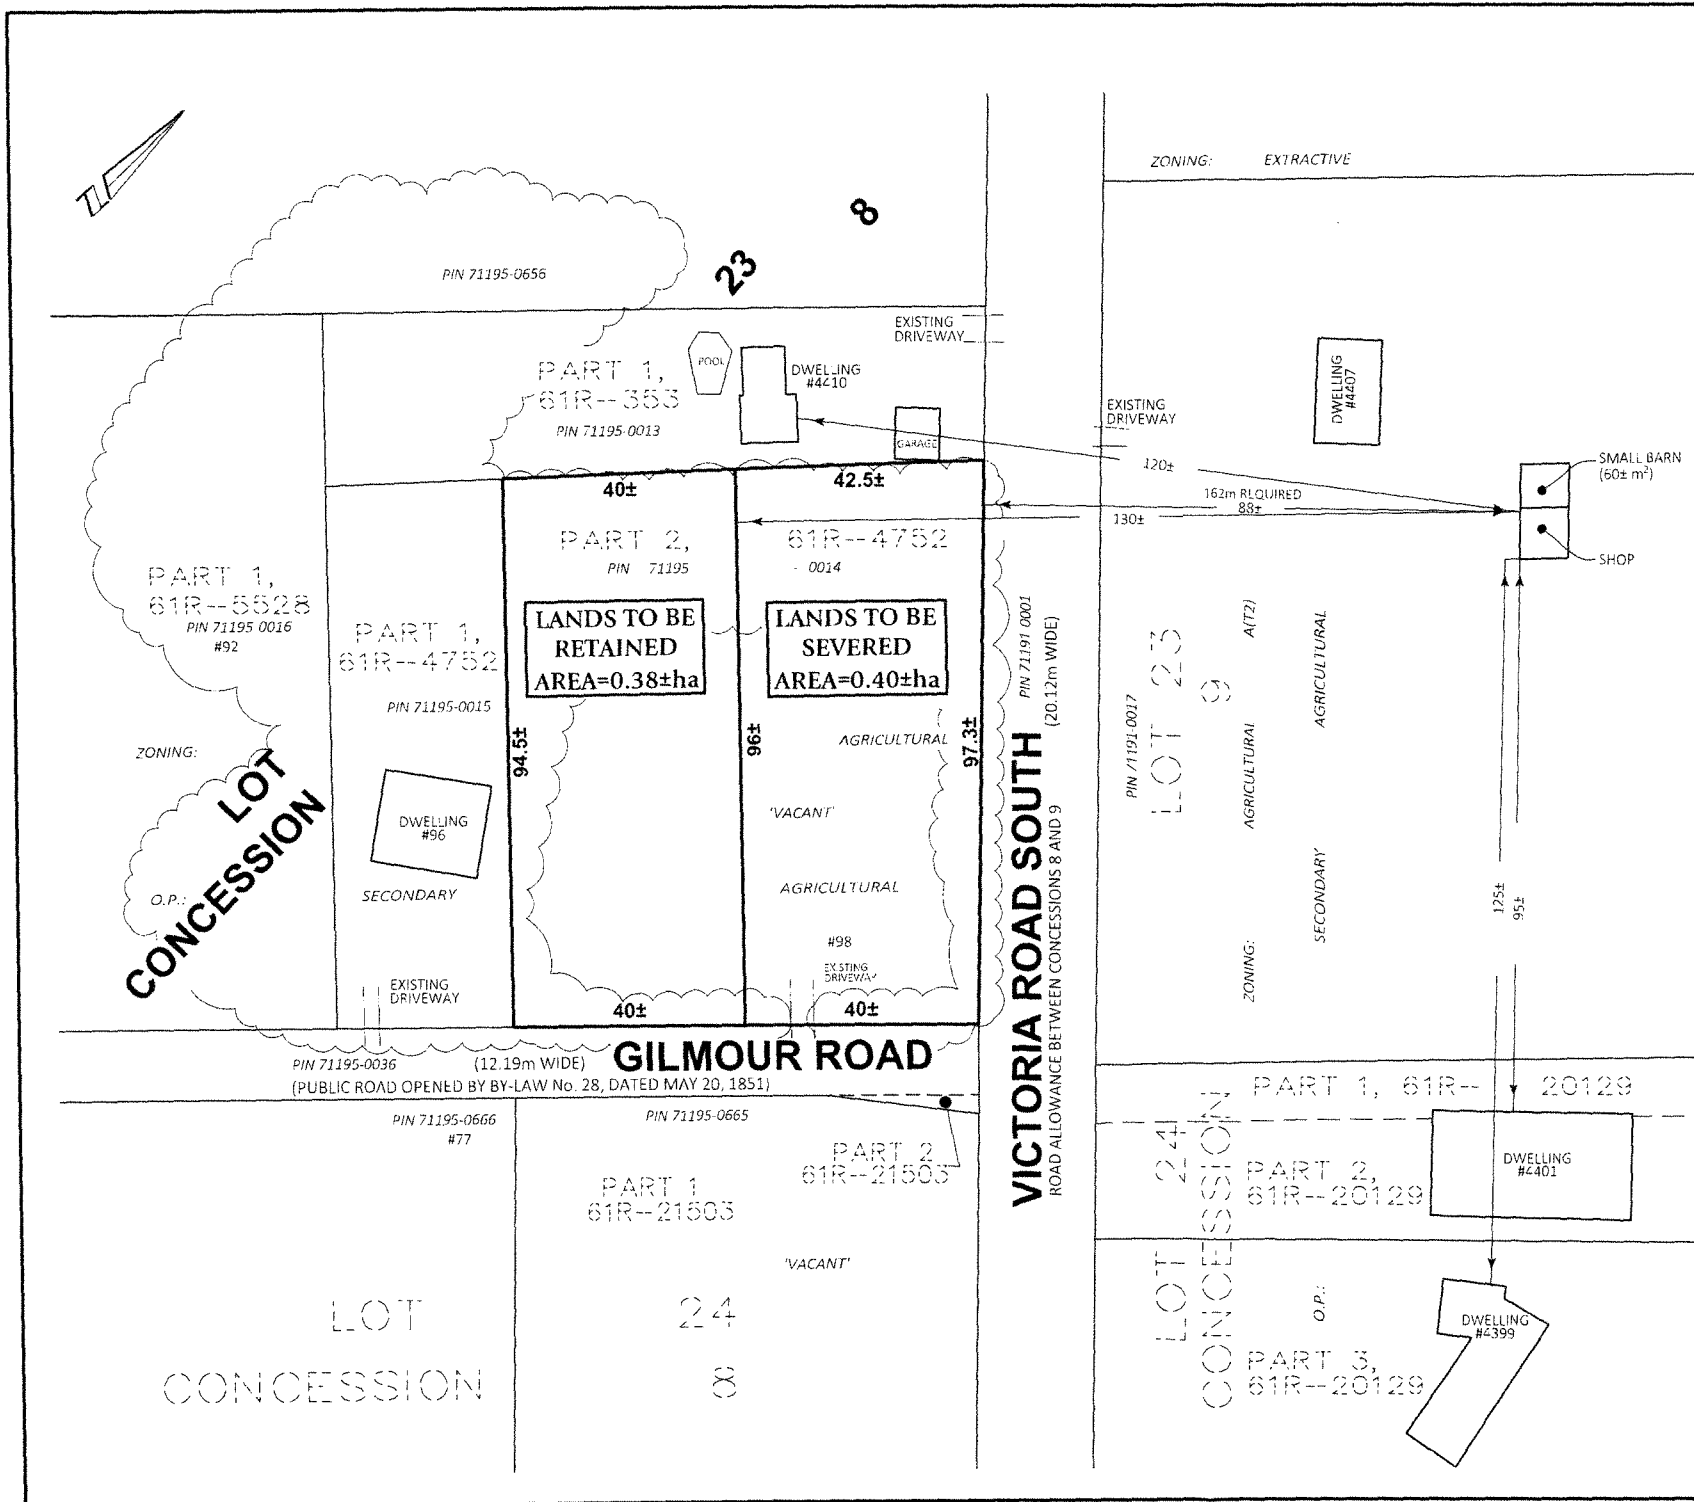 ZONING: EXTRACTIVE
8
23
PIN 71195-0656
EXISTING
DRIVEWAY
POOL
DWELLING
#4410
PART 1,
61R--353
PIN 71195-0013
GARAGE
EXISTING
DRIVEWAY
DWELLING
#4407
SMALL BARN
(60± m²)
SHOP
120±
162m REQUIRED
88±
130±
40±
42.5±
PART 2, 61R--4752
PIN 71195 - 0014
PART 1,
61R--5528
PIN 71195 0016
#92
PART 1,
61R--4752
PIN 71195-0015
LANDS TO BE
RETAINED
AREA=0.38±ha
LANDS TO BE
SEVERED
AREA=0.40±ha
94.5±
96±
97.3±
AGRICULTURAL
'VACANT'
AGRICULTURAL
#98
EXISTING
DRIVEWAY
ZONING:
LOT
CONCESSION
O.P.:
DWELLING
#96
SECONDARY
EXISTING
DRIVEWAY
40±
40±
PIN 71195-0036
(12.19m WIDE)
GILMOUR ROAD
(PUBLIC ROAD OPENED BY BY-LAW No. 28, DATED MAY 20, 1851)
PIN 71195-0666
#77
PIN 71195-0665
PART 1
61R--21503
PART 2
61R--21503
'VACANT'
LOT 24
CONCESSION 8
VICTORIA ROAD SOUTH
PIN 71191 0001
(20.12m WIDE)
ROAD ALLOWANCE BETWEEN CONCESSIONS 8 AND 9
PIN 71191-0017
LOT 23
9
ZONING: AGRICULTURAL A(T2)
SECONDARY AGRICULTURAL
125±
95±
PART 1, 61R-- 20129
LOT 24
CONCESSION
PART 2,
61R--20129
DWELLING
#4401
O.P.:
PART 3,
61R--20129
DWELLING
#4399